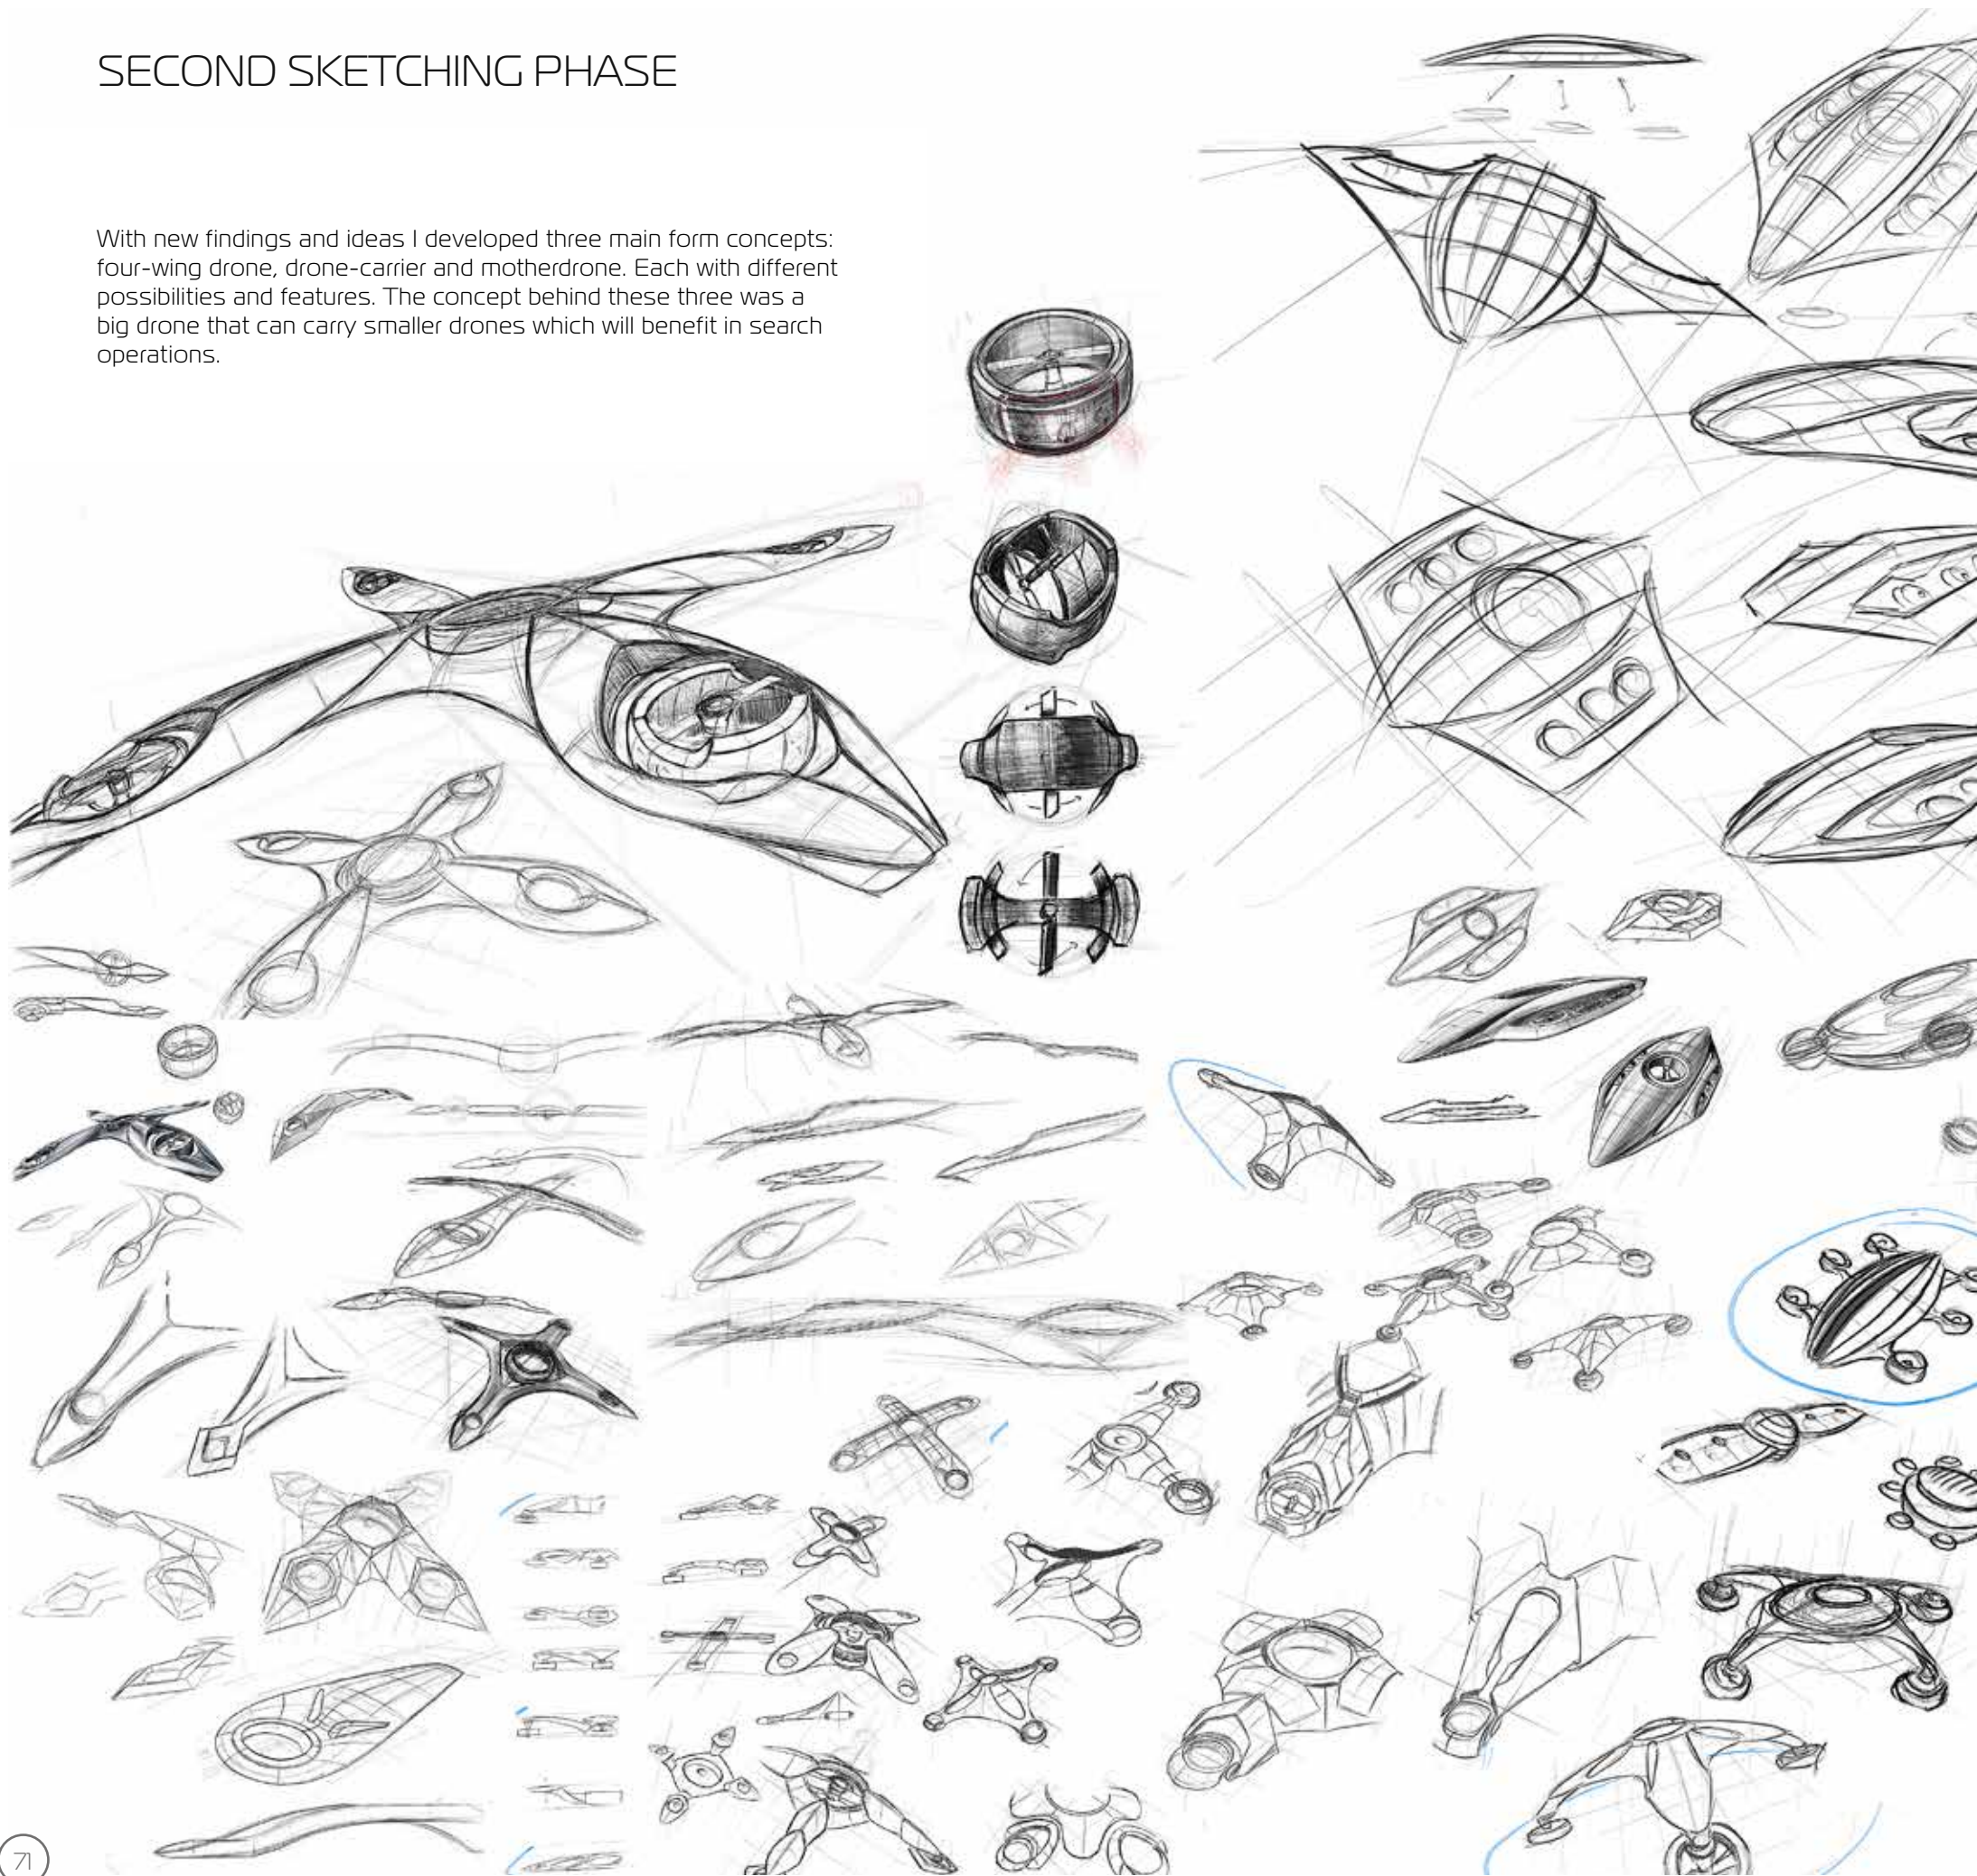 SECOND SKETCHING PHASE
With new findings and ideas I developed three main form concepts:
four-wing drone, drone-carrier and motherdrone. Each with different
possibilities and features. The concept behind these three was a
big drone that can carry smaller drones which will benefit in search
operations.
71